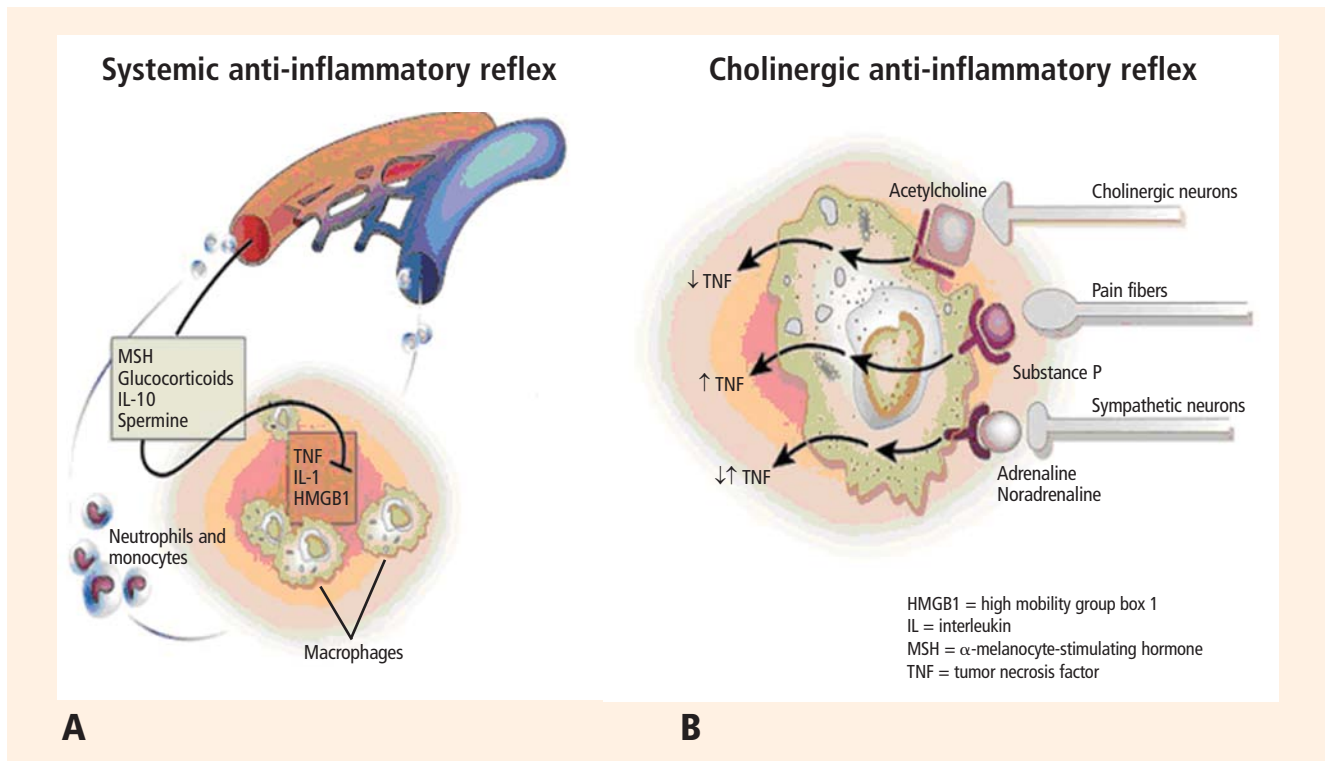 Systemic anti-inflammatory reflex
MSH
Glucocorticoids
IL-10
Spermine
TNF
IL-1
HMGB1
Neutrophils and
monocytes
Macrophages
A
Cholinergic anti-inflammatory reflex
Acetylcholine
Cholinergic neurons
↓ TNF
Pain fibers
↑ TNF
Substance P
Sympathetic neurons
↓↑ TNF
Adrenaline
Noradrenaline
HMGB1 = high mobility group box 1
IL = interleukin
MSH = α-melanocyte-stimulating hormone
TNF = tumor necrosis factor
B